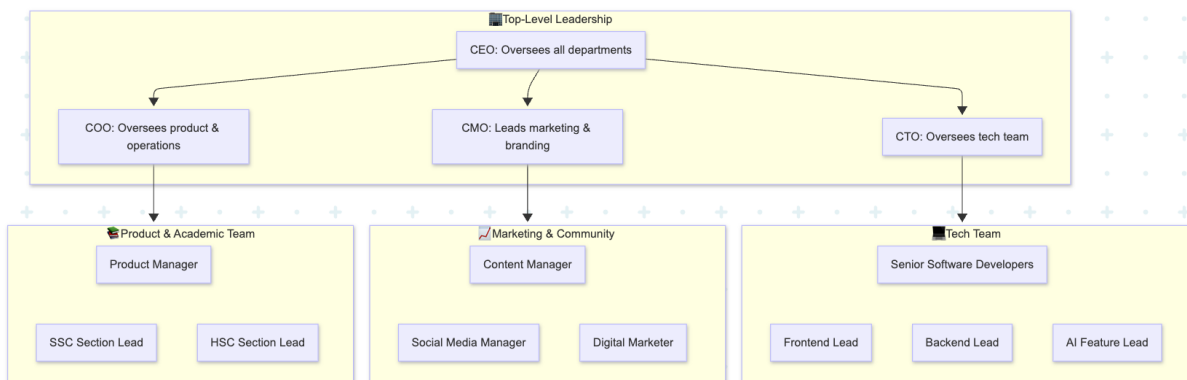 Top-Level Leadership
CEO: Oversees all departments
COO: Oversees product &
operations
CMO: Leads marketing &
branding
CTO: Oversees tech team
Product & Academic Team
Product Manager
SSC Section Lead
HSC Section Lead
Marketing & Community
Content Manager
Social Media Manager
Digital Marketer
Tech Team
Senior Software Developers
Frontend Lead
Backend Lead
AI Feature Lead